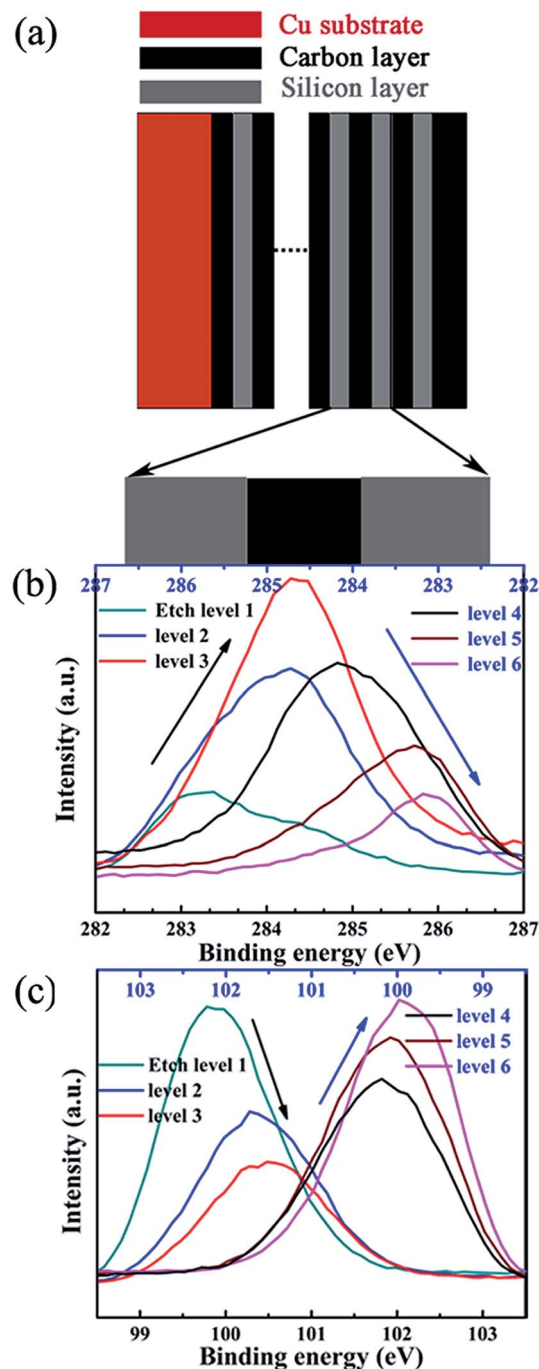 (a)
Cu substrate
Carbon layer
Silicon layer
(b)
287 286 285 284 283 282
Etch level 1
level 2
level 3
level 4
level 5
level 6
Intensity (a.u.)
282 283 284 285 286 287
Binding energy (eV)
(c)
103 102 101 100 99
Etch level 1
level 2
level 3
level 4
level 5
level 6
Intensity (a.u.)
99 100 101 102 103
Binding energy (eV)